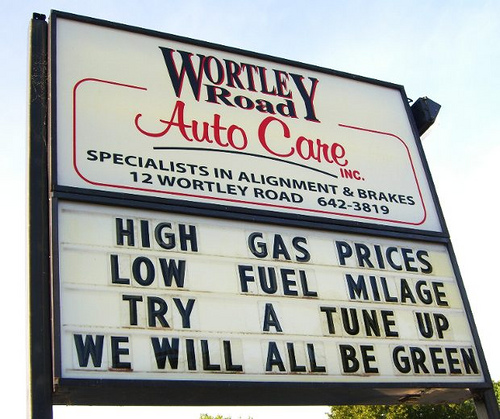 WORTLEY
Road
Auto Care INC.
SPECIALISTS IN ALIGNMENT & BRAKES
12 WORTLEY ROAD 642-3819
HIGH GAS PRICES
LOW FUEL MILAGE
TRY A TUNE UP
WE WILL ALL BE GREEN